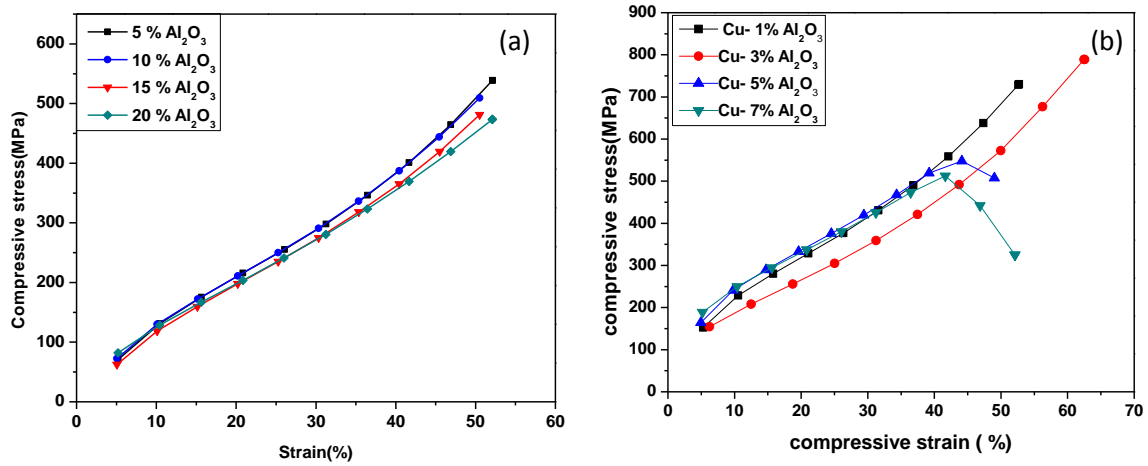 (a)
5 % Al₂O₃
10 % Al₂O₃
15 % Al₂O₃
20 % Al₂O₃
Compressive stress(MPa)
600
500
400
300
200
100
0
0 10 20 30 40 50 60
Strain(%)
(b)
Cu- 1% Al₂O₃
Cu- 3% Al₂O₃
Cu- 5% Al₂O₃
Cu- 7% Al₂O₃
compressive stress(MPa)
900
800
700
600
500
400
300
200
100
0
0 10 20 30 40 50 60 70
compressive strain ( %)